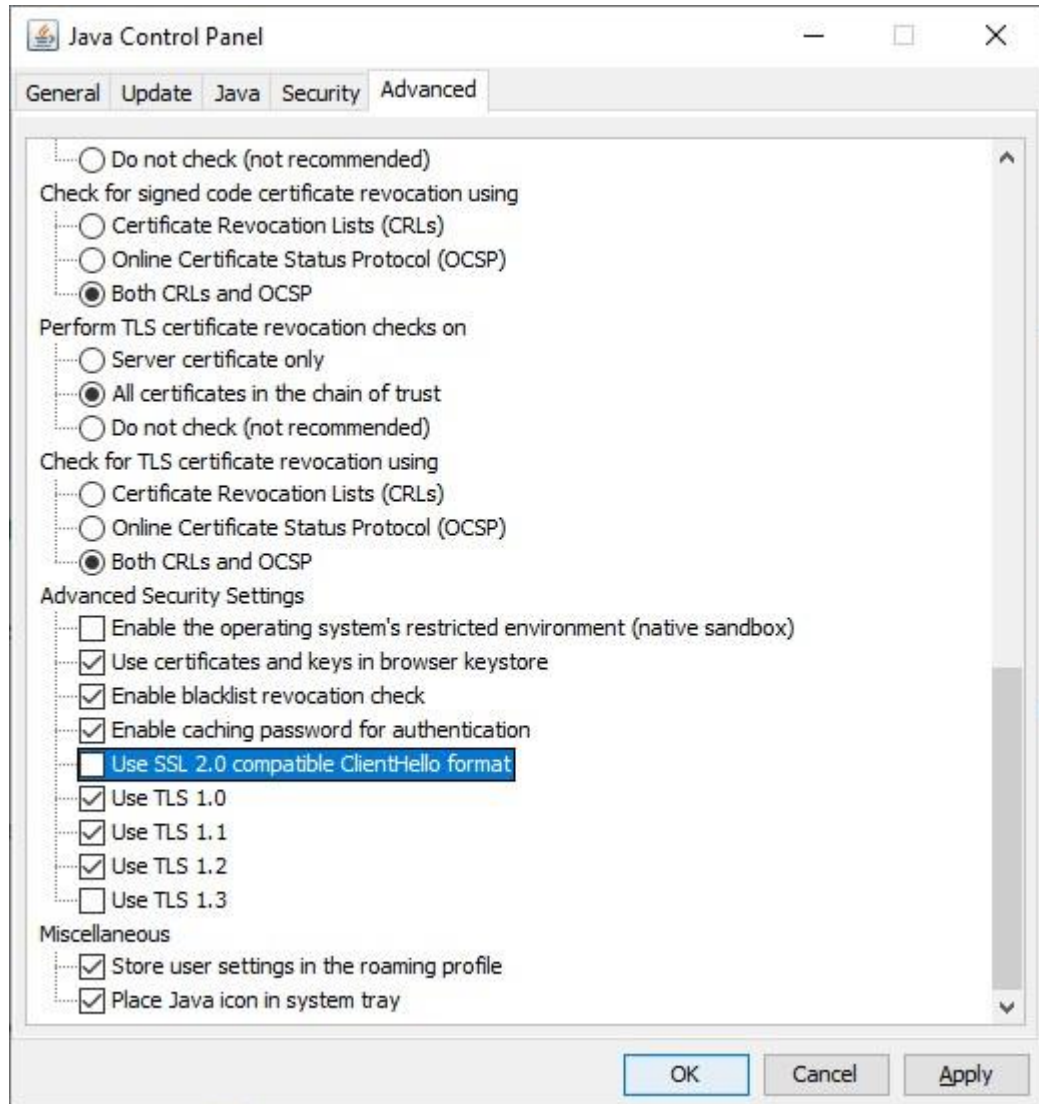 Java Control Panel
General Update Java Security Advanced
Do not check (not recommended)
Check for signed code certificate revocation using
Certificate Revocation Lists (CRLs)
Online Certificate Status Protocol (OCSP)
Both CRLs and OCSP
Perform TLS certificate revocation checks on
Server certificate only
All certificates in the chain of trust
Do not check (not recommended)
Check for TLS certificate revocation using
Certificate Revocation Lists (CRLs)
Online Certificate Status Protocol (OCSP)
Both CRLs and OCSP
Advanced Security Settings
Enable the operating system's restricted environment (native sandbox)
Use certificates and keys in browser keystore
Enable blacklist revocation check
Enable caching password for authentication
Use SSL 2.0 compatible ClientHello format
Use TLS 1.0
Use TLS 1.1
Use TLS 1.2
Use TLS 1.3
Miscellaneous
Store user settings in the roaming profile
Place Java icon in system tray
OK Cancel Apply